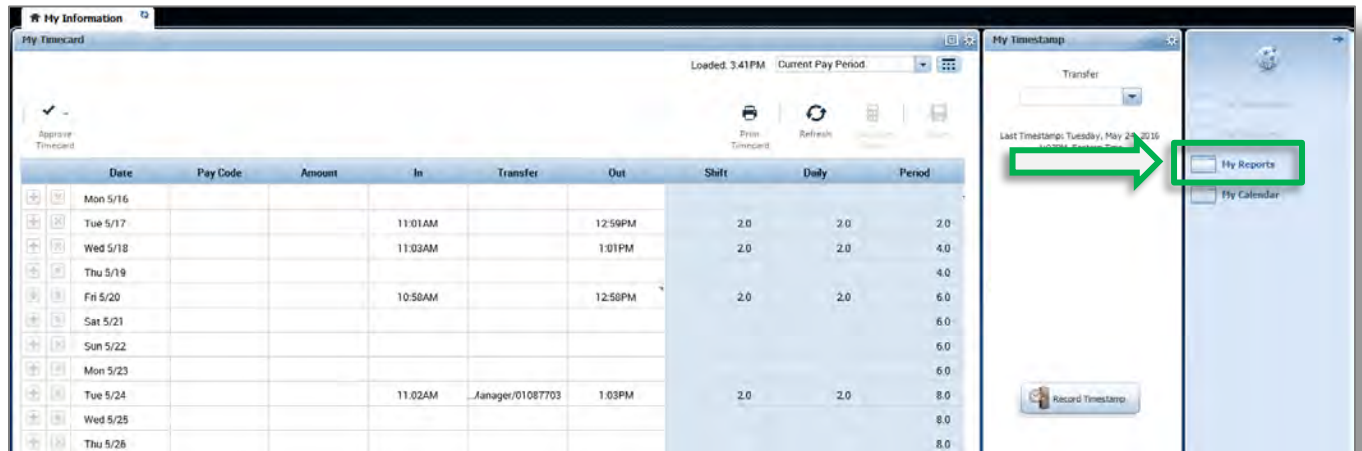 My Information
My Timecard
Loaded: 3:41PM Current Pay Period
Approve Timecard
Print Timecard
Refresh
Date Pay Code Amount In Transfer Out Shift Daily Period
Mon 5/16
Tue 5/17 11:01AM 12:59PM 2.0 2.0 2.0
Wed 5/18 11:03AM 1:01PM 2.0 2.0 4.0
Thu 5/19 4.0
Fri 5/20 10:58AM 12:58PM 2.0 2.0 6.0
Sat 5/21 6.0
Sun 5/22 6.0
Mon 5/23 6.0
Tue 5/24 11:02AM .../anager/01087703 1:03PM 2.0 2.0 8.0
Wed 5/25 8.0
Thu 5/26 8.0
My Timestamp
Transfer
Last Timestamp: Tuesday, May 24, 2016
Record Timestamp
My Reports
My Calendar